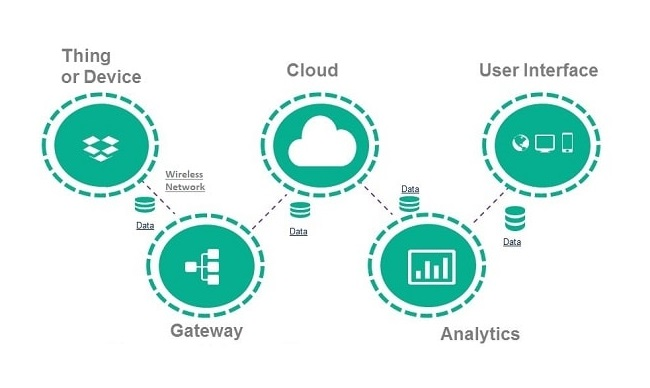 Thing
or Device
Cloud
User Interface
Wireless
Network
Data
Data
Data
Data
Gateway
Analytics